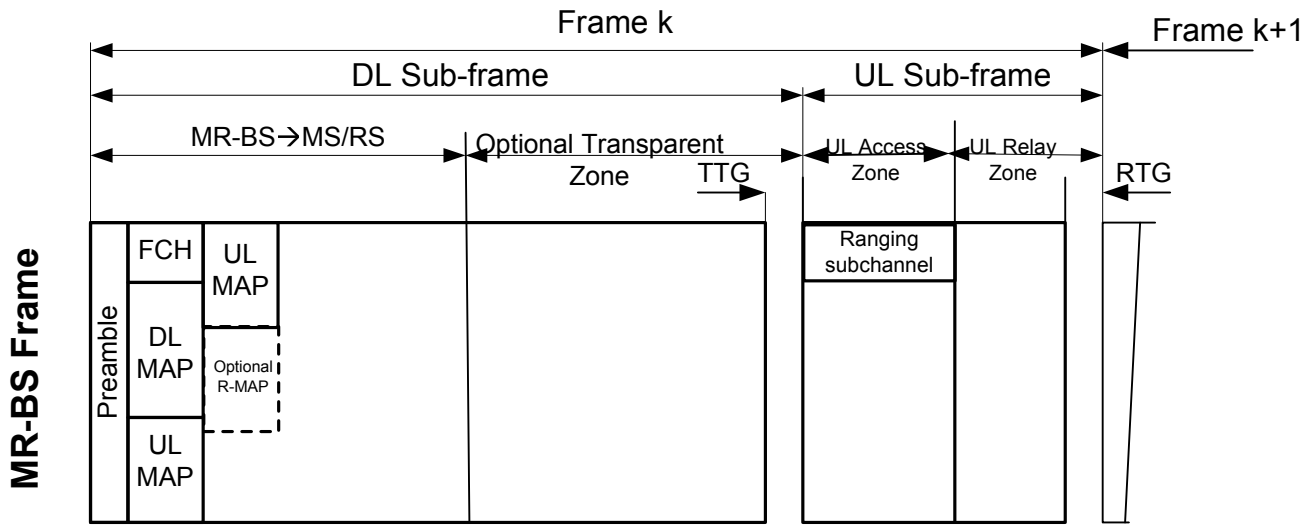 Frame k
Frame k+1
DL Sub-frame
UL Sub-frame
MR-BS→MS/RS
Optional Transparent
Zone
UL Access
Zone
UL Relay
Zone
TTG
RTG
MR-BS Frame
Preamble
FCH
DL
MAP
UL
MAP
UL
MAP
Optional
R-MAP
Ranging
subchannel